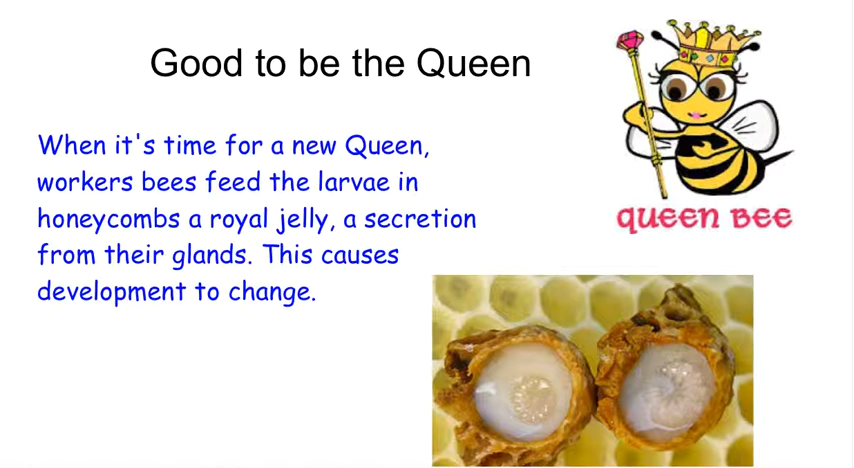 Good to be the Queen
When it's time for a new Queen,
workers bees feed the larvae in
honeycombs a royal jelly, a secretion
from their glands. This causes
development to change.
QUEEN BEE